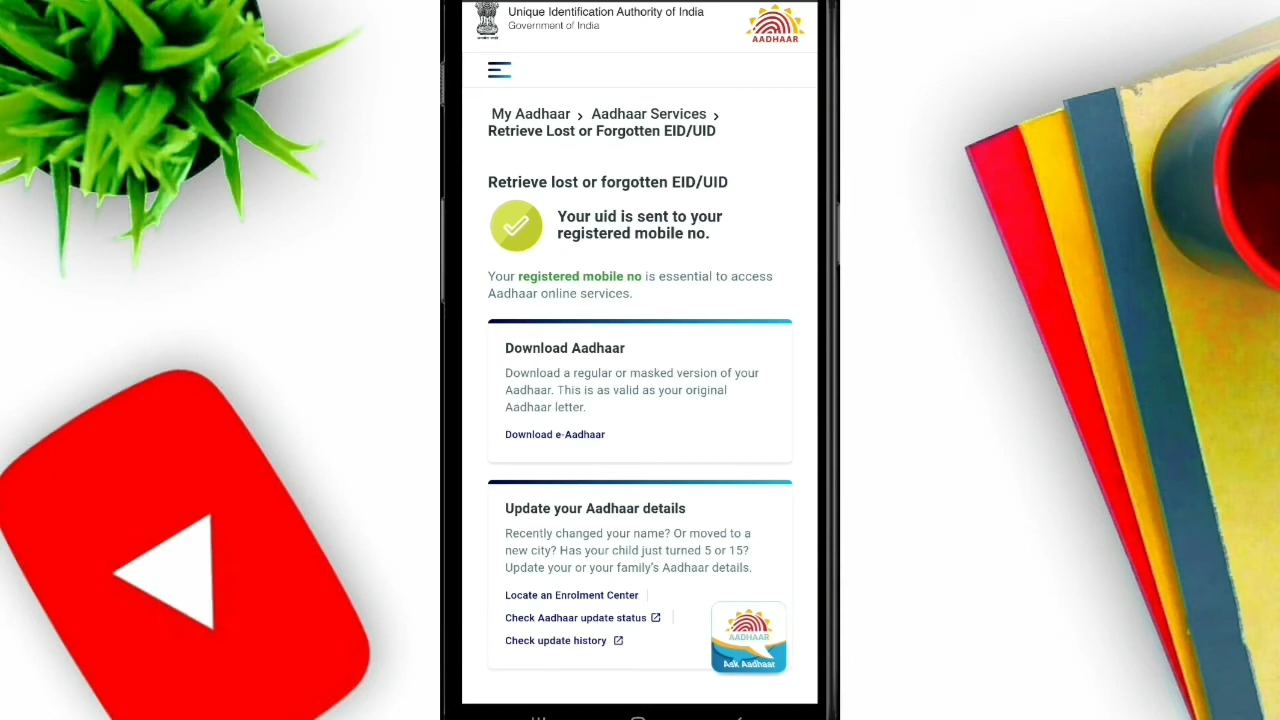 Unique Identification Authority of India
Government of India
AADHAAR
My Aadhaar > Aadhaar Services >
Retrieve Lost or Forgotten EID/UID
Retrieve lost or forgotten EID/UID
Your uid is sent to your
registered mobile no.
Your registered mobile no is essential to access
Aadhaar online services.
Download Aadhaar
Download a regular or masked version of your
Aadhaar. This is as valid as your original
Aadhaar letter.
Download e-Aadhaar
Update your Aadhaar details
Recently changed your name? Or moved to a
new city? Has your child just turned 5 or 15?
Update your or your family's Aadhaar details.
Locate an Enrolment Center
Check Aadhaar update status
Check update history
AADHAAR
Ask Aadhaar